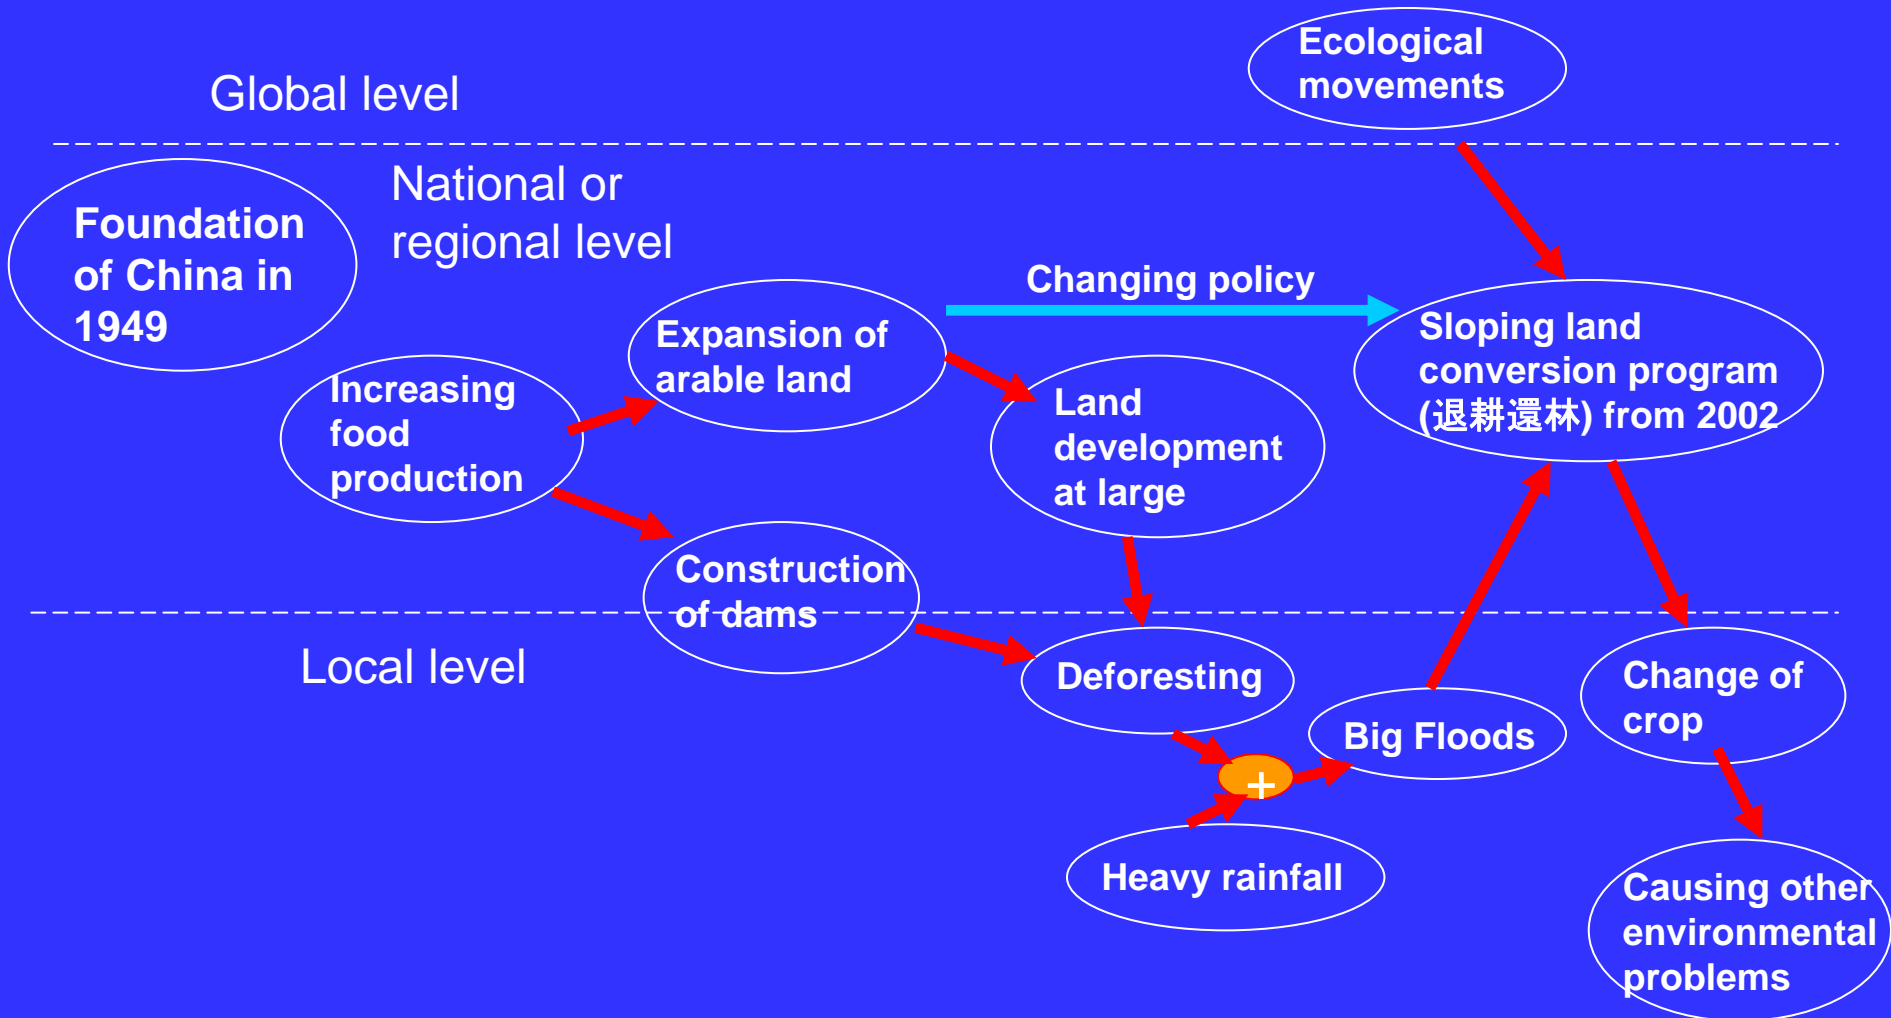 Ecological
movements
Global level
National or
regional level
Foundation
of China in
1949
Changing policy
Expansion of
arable land
Sloping land
conversion program
(退耕還林) from 2002
Increasing
food
production
Land
development
at large
Construction
of dams
Local level
Deforesting
Change of
crop
Big Floods
+
Heavy rainfall
Causing other
environmental
problems